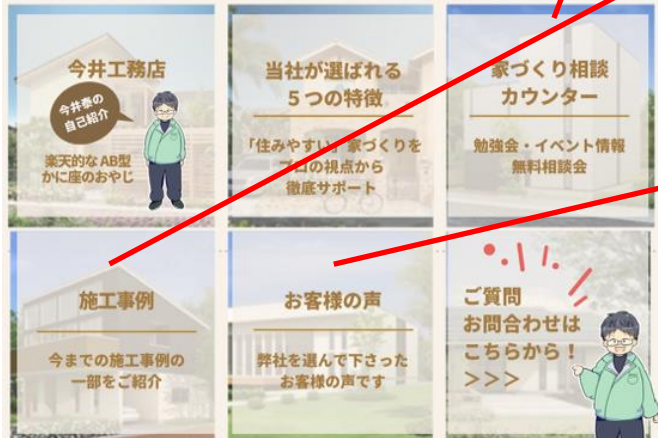 今井工務店
今井泰の
自己紹介
楽天的なAB型
かに座のおやじ
当社が選ばれる
5つの特徴
「住みやすい」家づくりを
プロの視点から
徹底サポート
家づくり相談
カウンター
勉強会・イベント情報
無料相談会
施工事例
今までの施工事例の
一部をご紹介
お客様の声
弊社を選んで下さった
お客様の声です
ご質問
お問合わせは
こちらから！
>>>